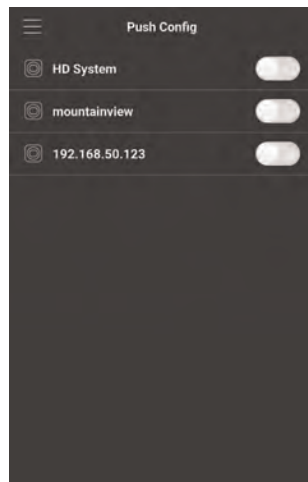 Push Config
HD System
mountainview
192.168.50.123